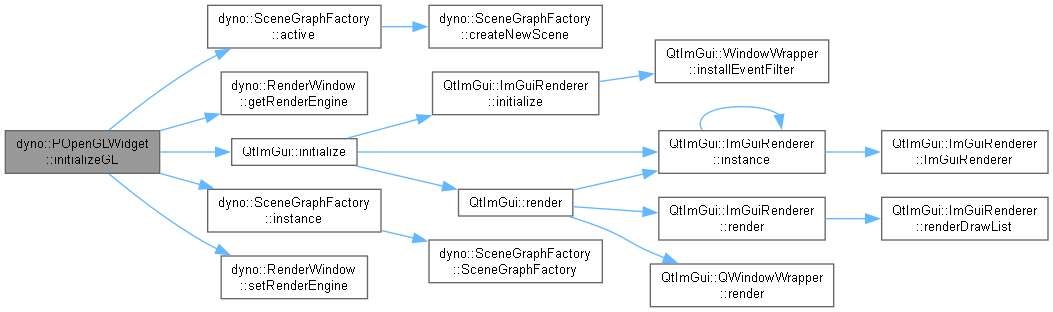 dyno::POpenGLWidget
::initializeGL
dyno::SceneGraphFactory
::active
dyno::SceneGraphFactory
::createNewScene
dyno::RenderWindow
::getRenderEngine
QtImGui::initialize
QtImGui::ImGuiRenderer
::initialize
QtImGui::WindowWrapper
::installEventFilter
QtImGui::ImGuiRenderer
::instance
QtImGui::ImGuiRenderer
::ImGuiRenderer
QtImGui::render
QtImGui::ImGuiRenderer
::render
QtImGui::ImGuiRenderer
::renderDrawList
QtImGui::QWindowWrapper
::render
dyno::SceneGraphFactory
::instance
dyno::SceneGraphFactory
::SceneGraphFactory
dyno::RenderWindow
::setRenderEngine